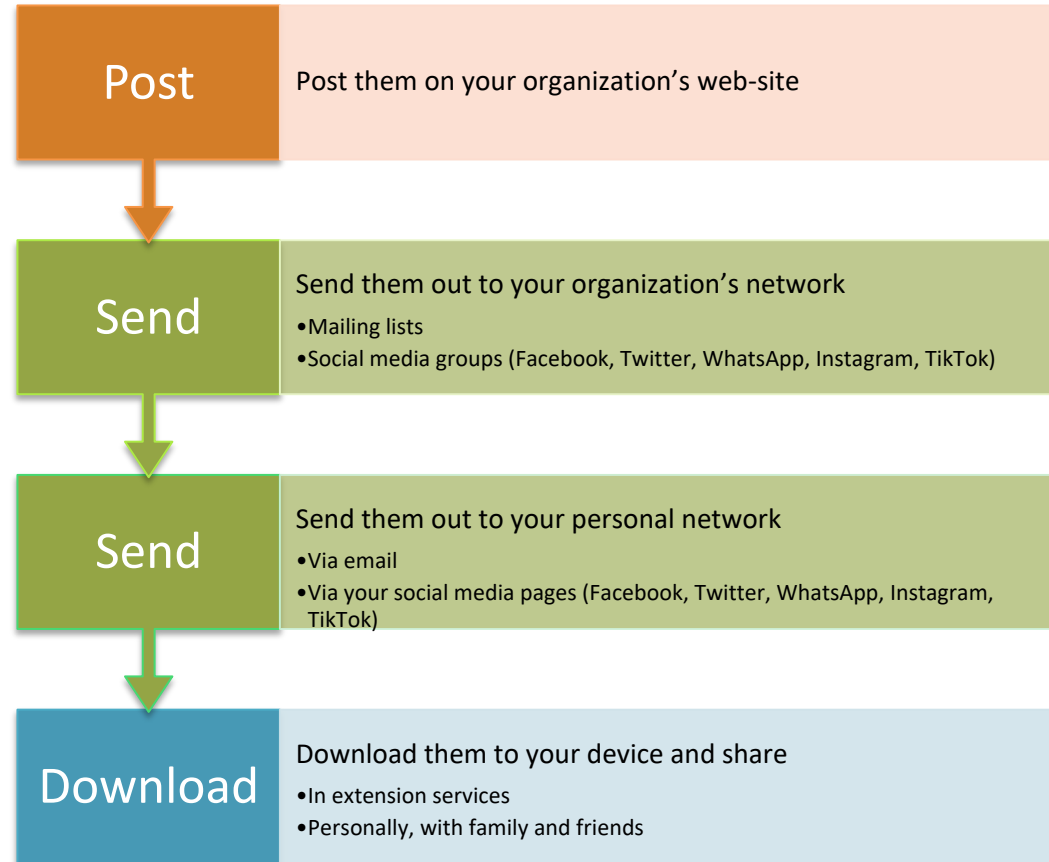 Post
Post them on your organization’s web-site
Send
Send them out to your organization’s network
•Mailing lists
•Social media groups (Facebook, Twitter, WhatsApp, Instagram, TikTok)
Send
Send them out to your personal network
•Via email
•Via your social media pages (Facebook, Twitter, WhatsApp, Instagram,
TikTok)
Download
Download them to your device and share
•In extension services
•Personally, with family and friends